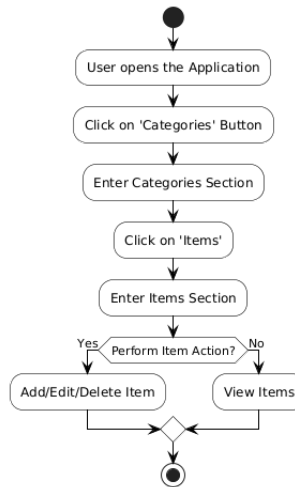 User opens the Application
Click on 'Categories' Button
Enter Categories Section
Click on 'Items'
Enter Items Section
Yes
Perform Item Action?
No
Add/Edit/Delete Item
View Items